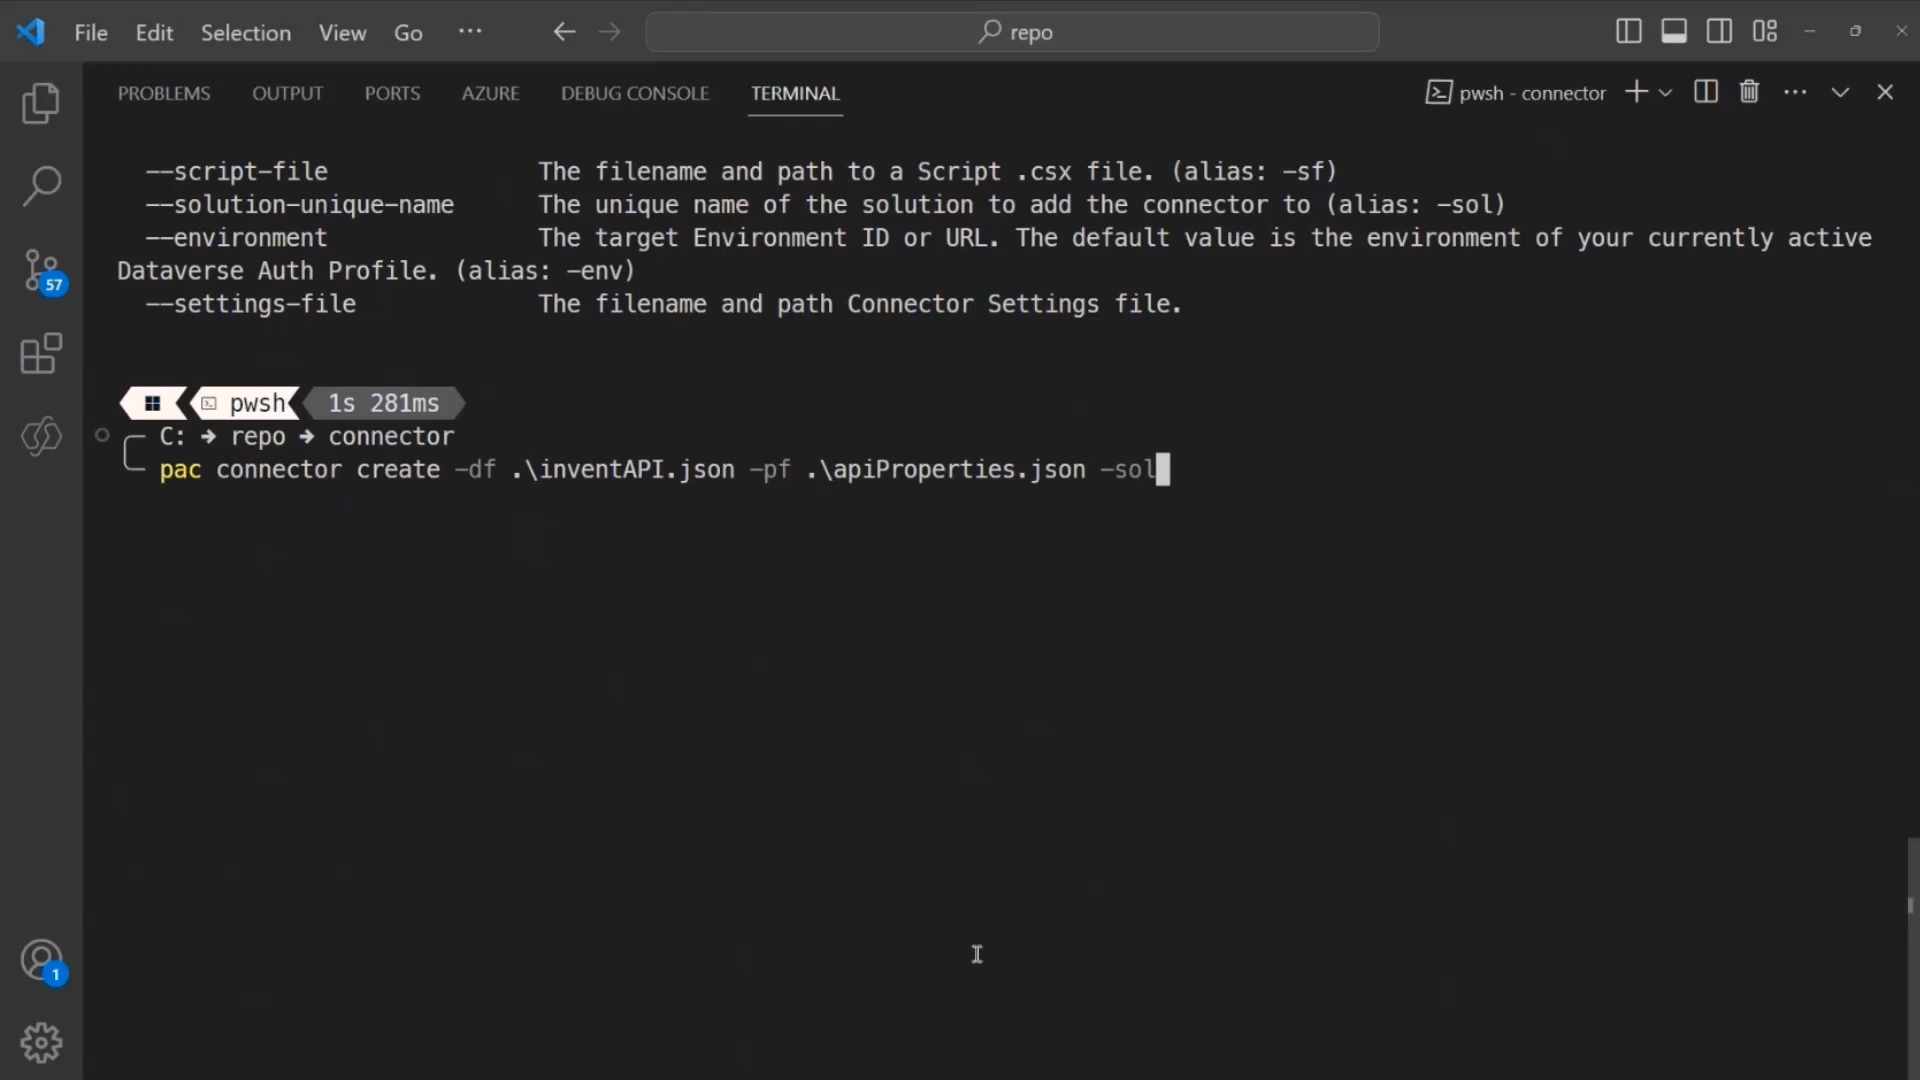 File Edit Selection View Go ··· repo
PROBLEMS OUTPUT PORTS AZURE DEBUG CONSOLE TERMINAL pwsh - connector
--script-file The filename and path to a Script .csx file. (alias: -sf)
--solution-unique-name The unique name of the solution to add the connector to (alias: -sol)
--environment The target Environment ID or URL. The default value is the environment of your currently active
Dataverse Auth Profile. (alias: -env)
--settings-file The filename and path Connector Settings file.
57
pwsh 1s 281ms
C: ➜ repo ➜ connector
pac connector create -df .\inventAPI.json -pf .\apiProperties.json -sol
1